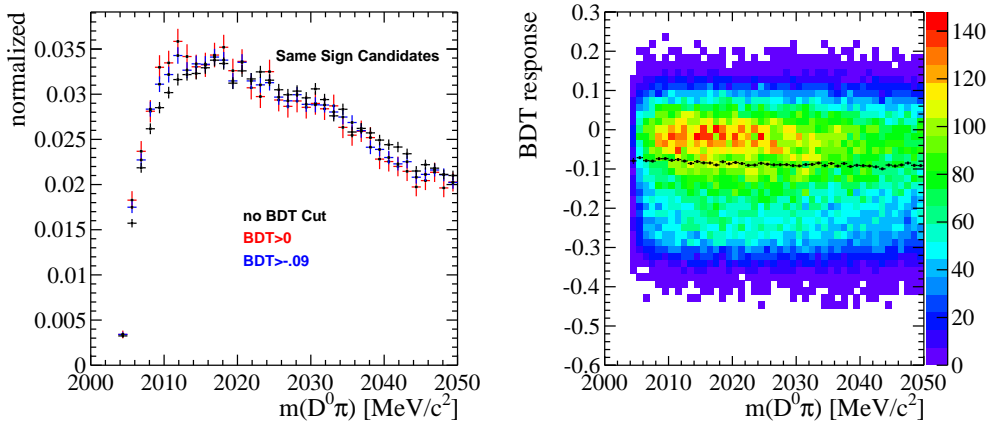 normalized
0.035
0.03
0.025
0.02
0.015
0.01
0.005
0
Same Sign Candidates
no BDT Cut
BDT>0
BDT>-.09
2000 2010 2020 2030 2040 2050
m(D⁰π) [MeV/c²]
BDT response
0.3
0.2
0.1
0
-0.1
-0.2
-0.3
-0.4
-0.5
-0.6
2000 2010 2020 2030 2040 2050
m(D⁰π) [MeV/c²]
140
120
100
80
60
40
20
0